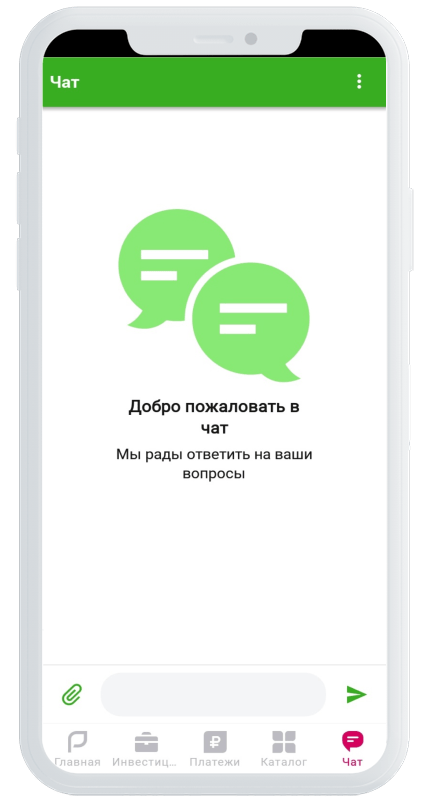 Чат
Добро пожаловать в
чат
Мы рады ответить на ваши
вопросы
Главная Инвестиц... Платежи Каталог Чат